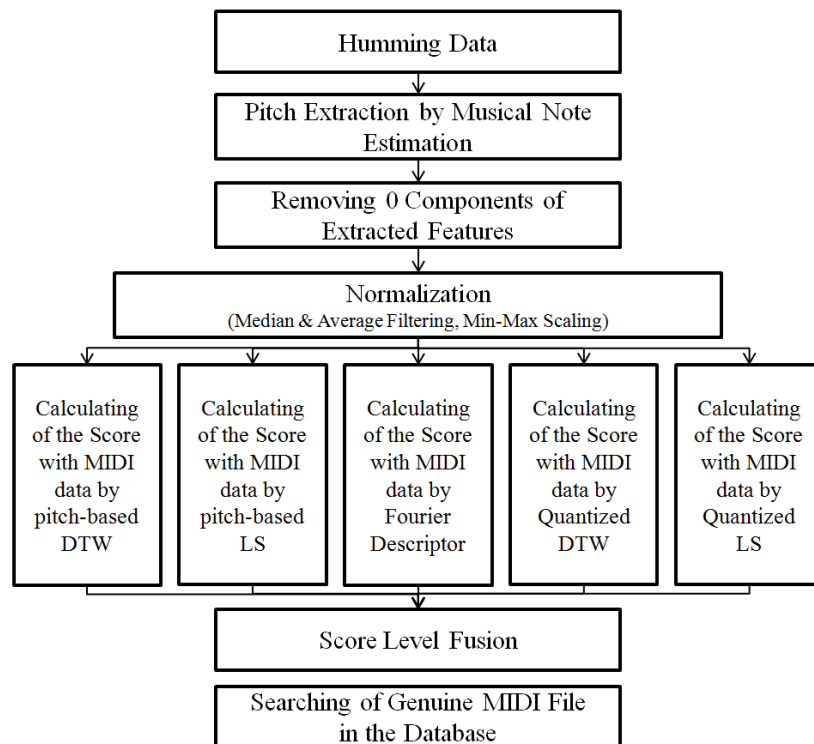 Humming Data
Pitch Extraction by Musical Note
Estimation
Removing 0 Components of
Extracted Features
Normalization
(Median & Average Filtering, Min-Max Scaling)
Calculating
of the Score
with MIDI
data by
pitch-based
DTW
Calculating
of the Score
with MIDI
data by
pitch-based
LS
Calculating
of the Score
with MIDI
data by
Fourier
Descriptor
Calculating
of the Score
with MIDI
data by
Quantized
DTW
Calculating
of the Score
with MIDI
data by
Quantized
LS
Score Level Fusion
Searching of Genuine MIDI File
in the Database